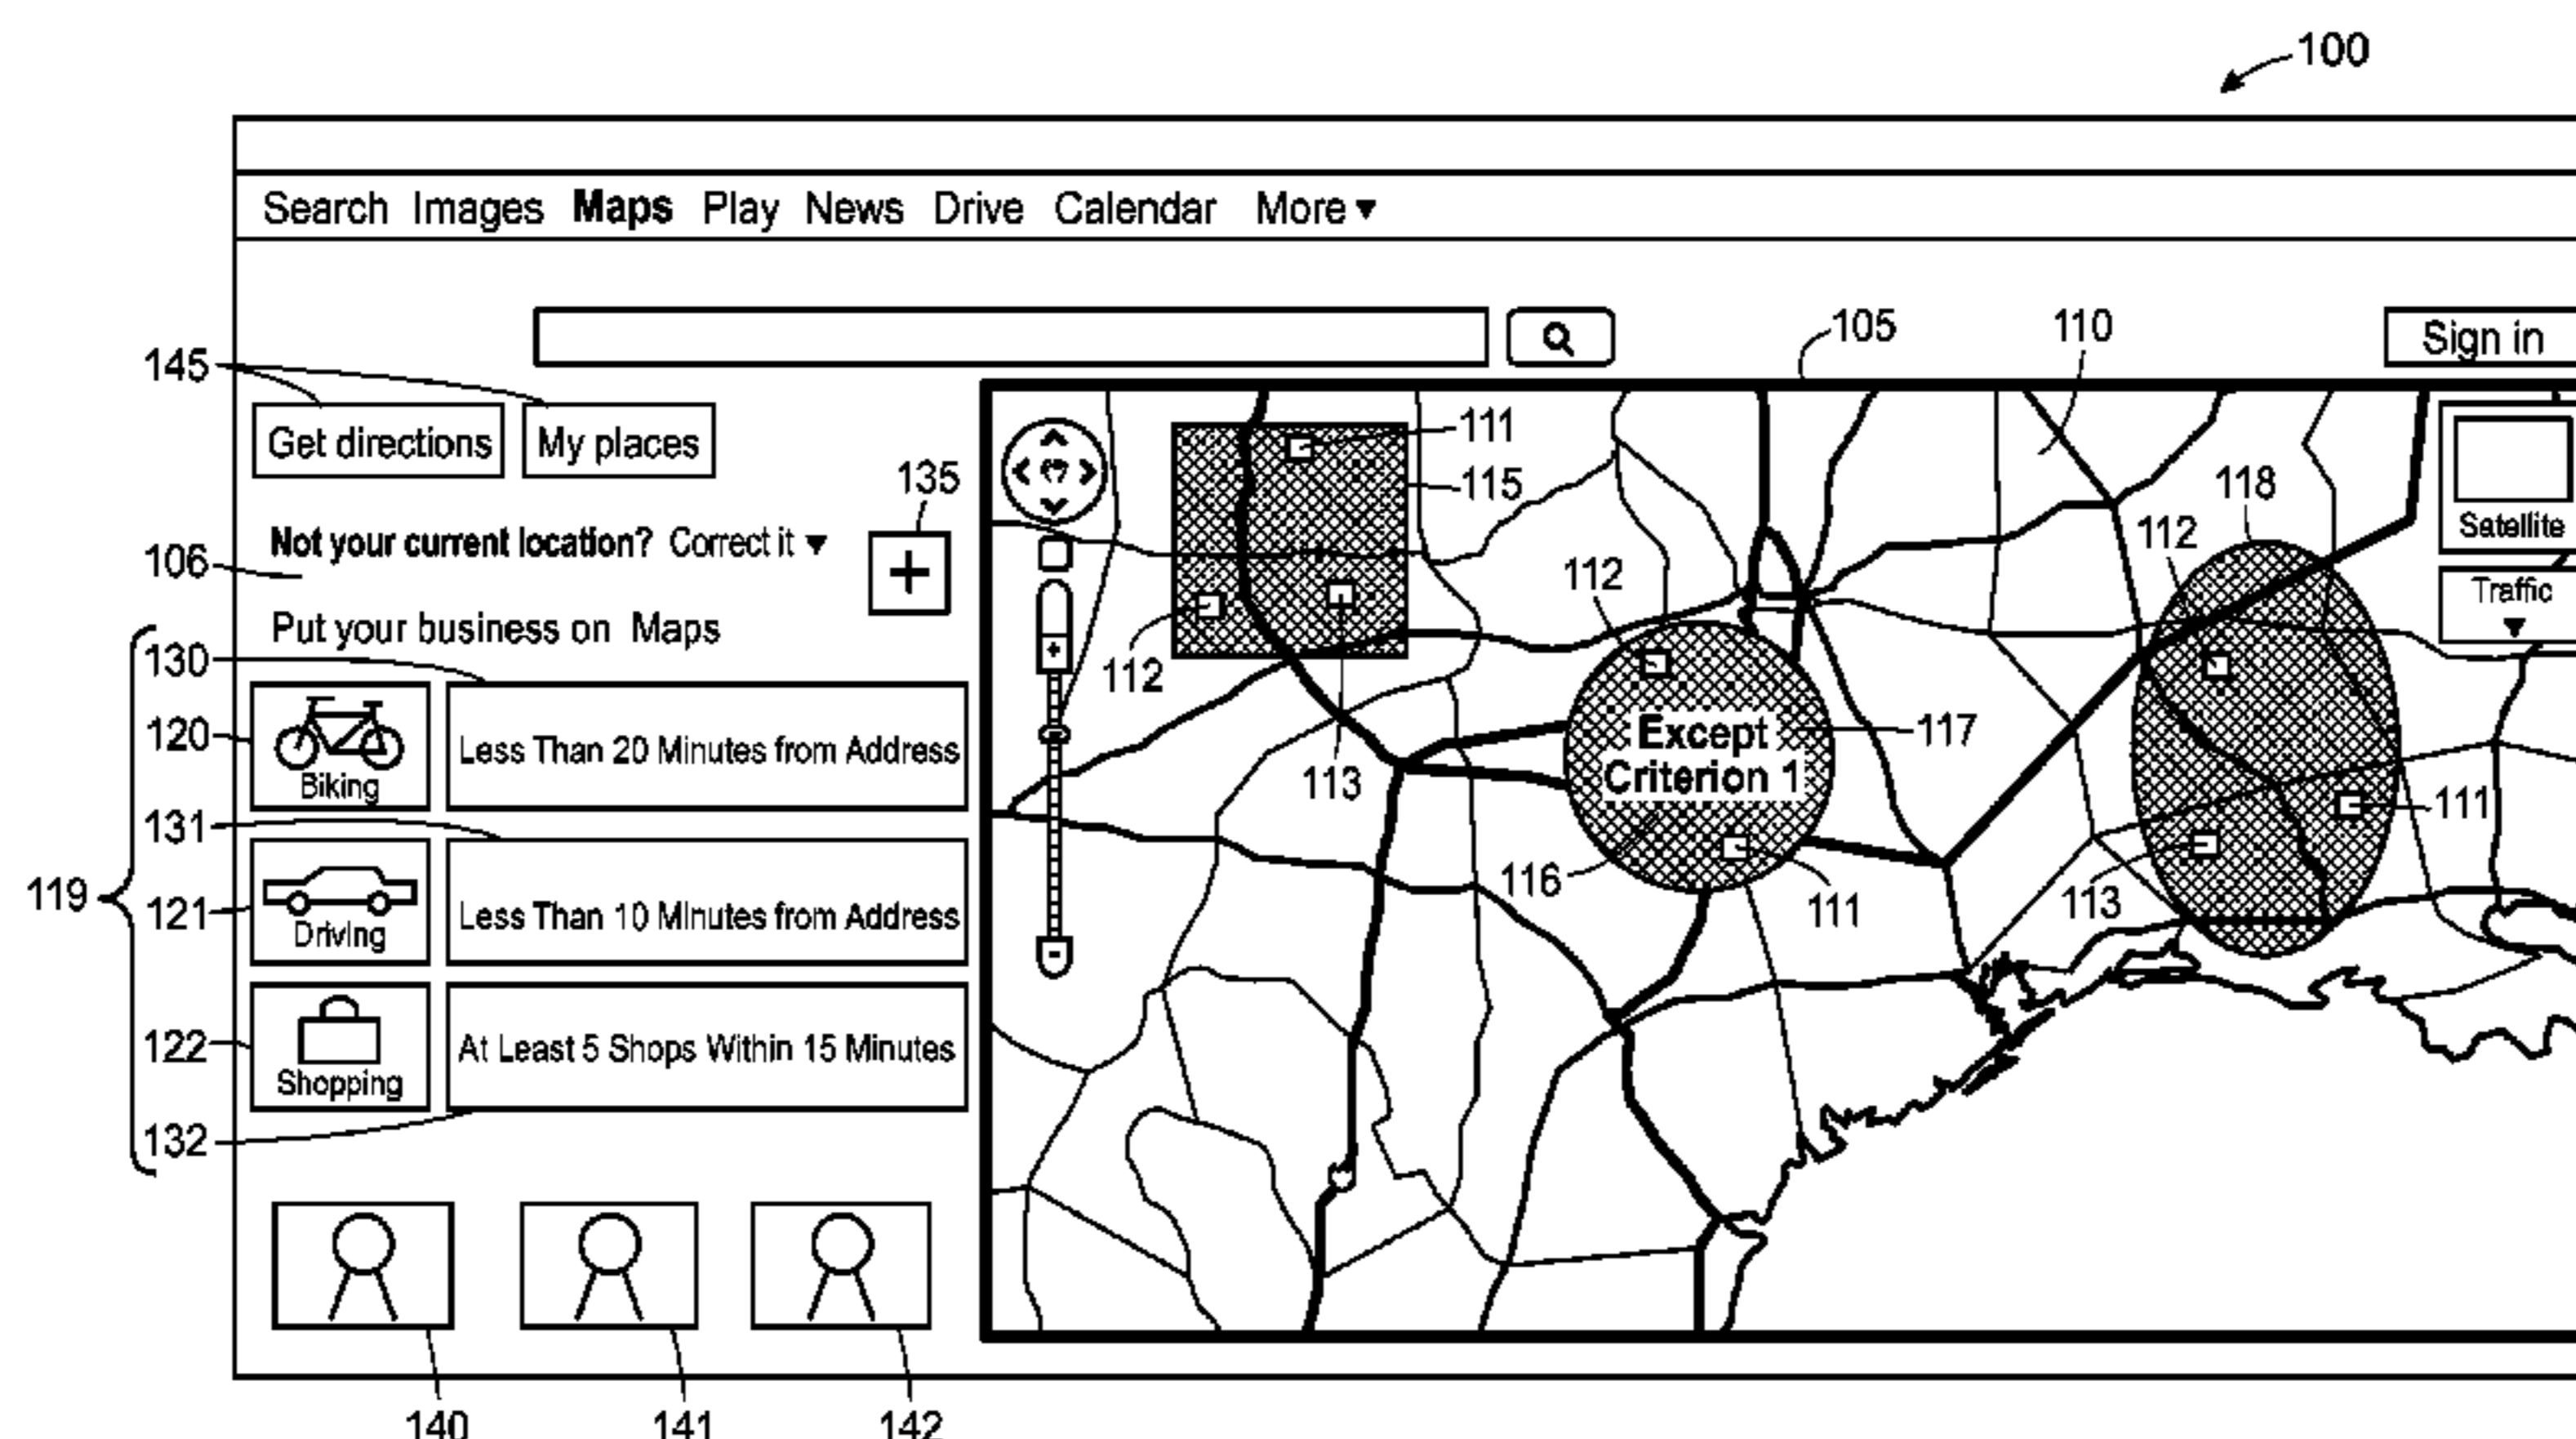 100
Search Images Maps Play News Drive Calendar More ▼
105
110
Sign in
145
Get directions
My places
135
Not your current location? Correct it ▼
+
106
Put your business on Maps
119
130
120
Biking
Less Than 20 Minutes from Address
131
121
Driving
Less Than 10 Minutes from Address
122
Shopping
At Least 5 Shops Within 15 Minutes
132
140
141
142
+
-
111
115
112
113
112
Except
Criterion 1
117
116
111
118
112
111
113
Satellite
Traffic
▼